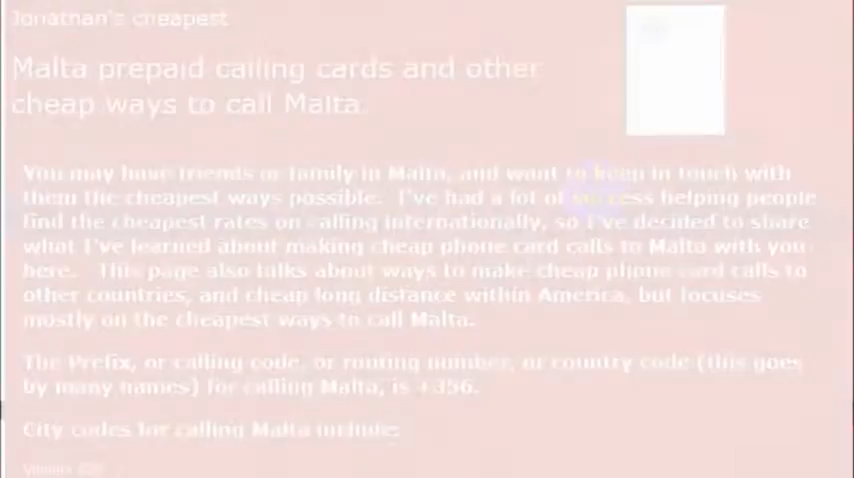 Jonathan's cheapest
Malta prepaid calling cards and other
cheap ways to call Malta
You may have friends or family in Malta, and want to keep in touch with
them the cheapest ways possible. I've had a lot of success helping people
find the cheapest rates on calling internationally, so I've decided to share
what I've learned about making cheap phone card calls to Malta with you
here. This page also talks about ways to make cheap phone card calls to
other countries, and cheap long distance within America, but focuses
mostly on the cheapest ways to call Malta.
The Prefix, or calling code, or routing number, or country code (this goes
by many names) for calling Malta, is +356.
City codes for calling Malta include: